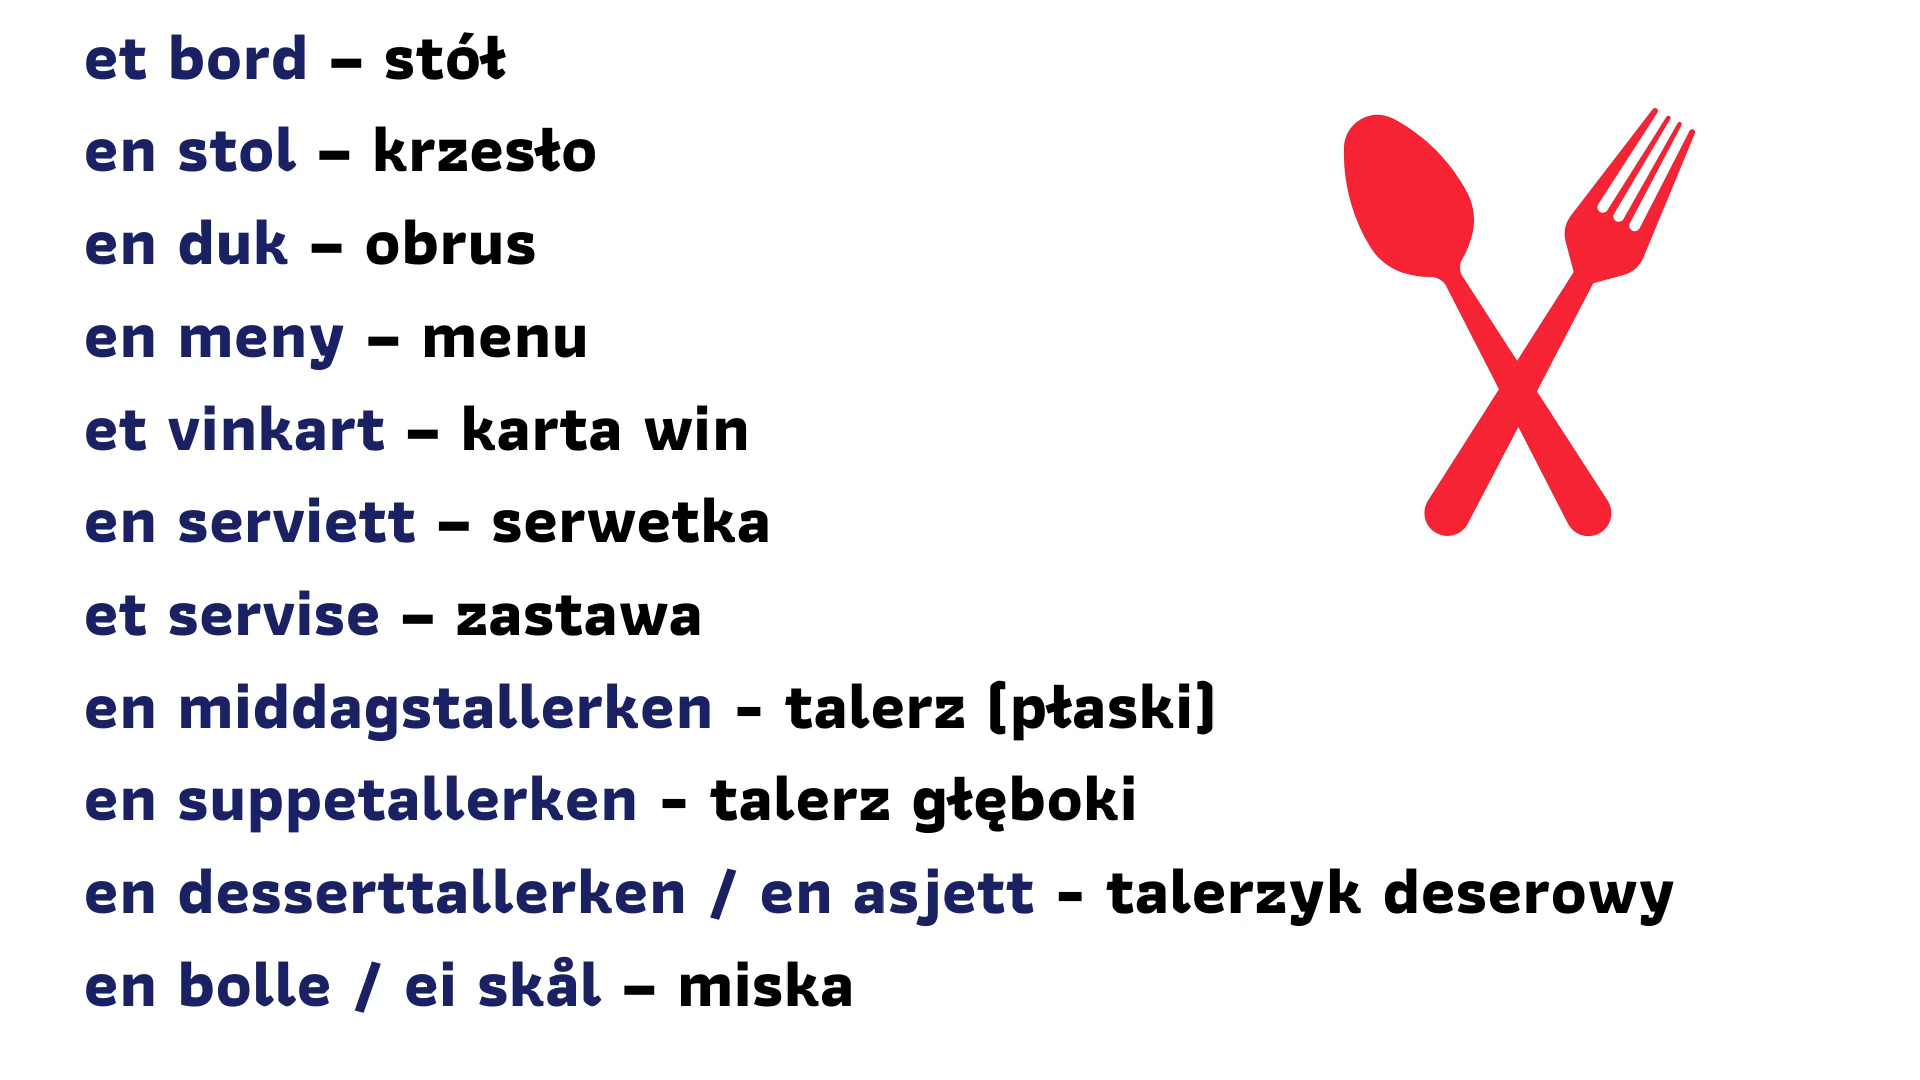 et bord – stół
en stol – krzesło
en duk – obrus
en meny – menu
et vinkart – karta win
en serviett – serwetka
et servise – zastawa
en middagstallerken - talerz (płaski)
en suppetallerken - talerz głęboki
en desserttallerken / en asjett - talerzyk deserowy
en bolle / ei skål – miska